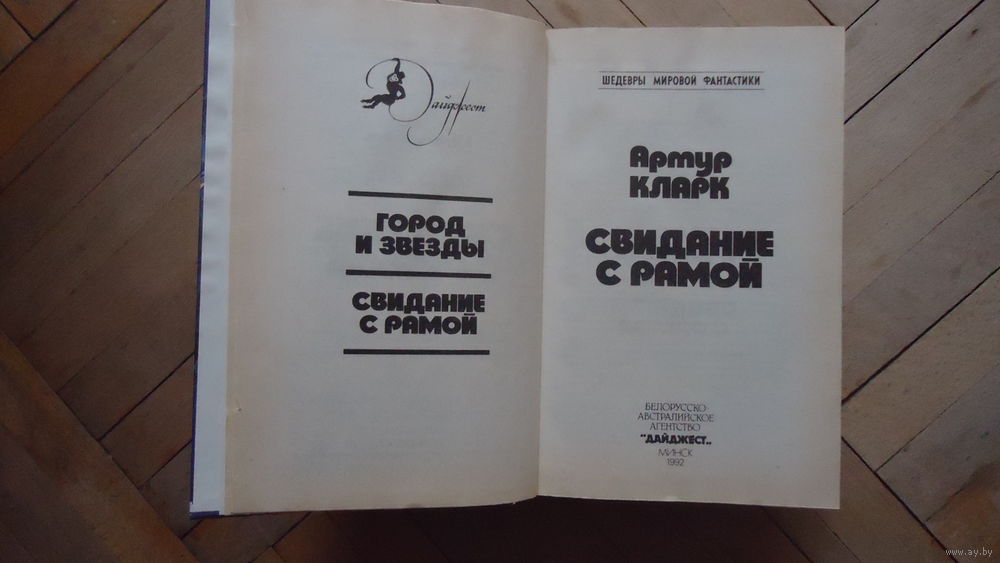 Дайджест
ГОРОД
И ЗВЕЗДЫ
СВИДАНИЕ
С РАМОЙ
ШЕДЕВРЫ МИРОВОЙ ФАНТАСТИКИ
Артур
КЛАРК
СВИДАНИЕ
С РАМОЙ
БЕЛОРУССКО-
АВСТРАЛИЙСКОЕ
АГЕНТСТВО
"ДАЙДЖЕСТ"
МИНСК
1992
www.ay.by